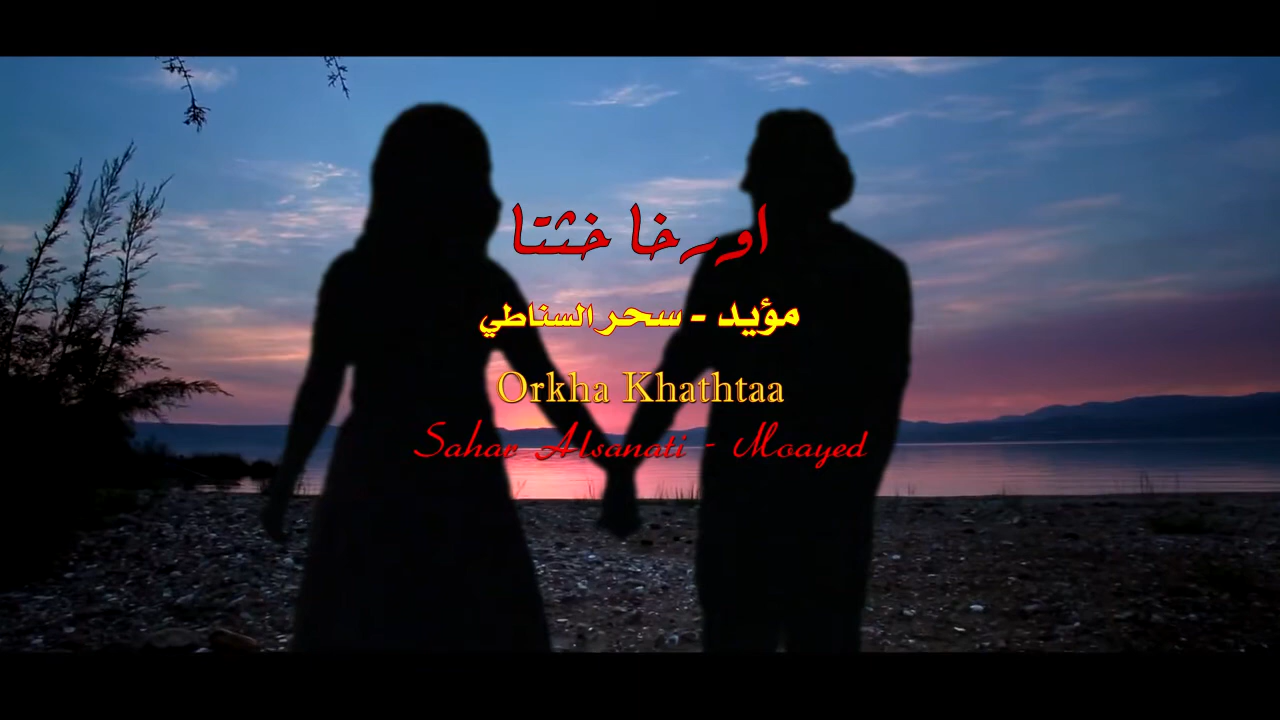 اورخا خثتا
مؤيد - سحر السناطي
Orkha Khathtaa
Sahar Alsanati - Moayed